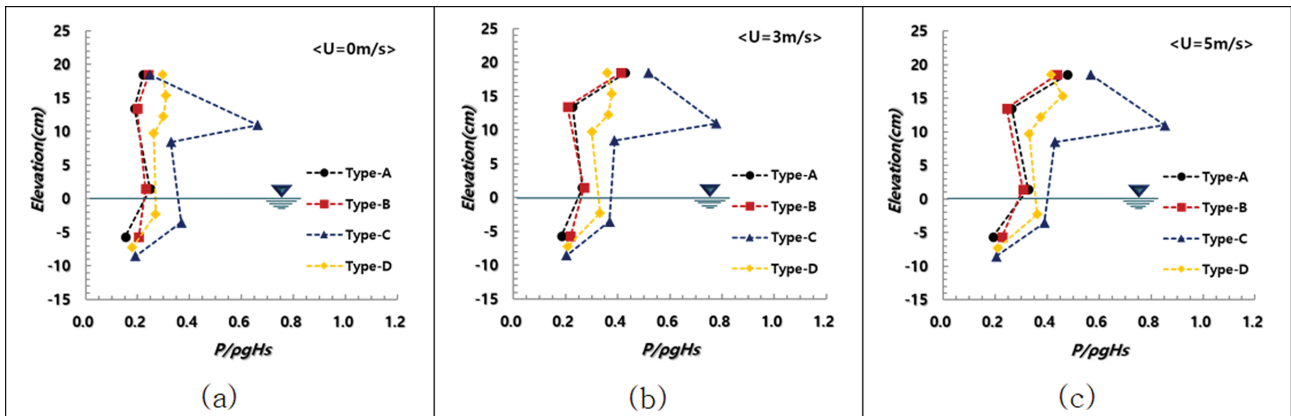 25
20
15
10
5
0
-5
-10
-15
Elevation(cm)
<U=0m/s>
Type-A
Type-B
Type-C
Type-D
0.0 0.2 0.4 0.6 0.8 1.0 1.2
P/ρgHs
(a)
25
20
15
10
5
0
-5
-10
-15
Elevation(cm)
<U=3m/s>
Type-A
Type-B
Type-C
Type-D
0.0 0.2 0.4 0.6 0.8 1.0 1.2
P/ρgHs
(b)
25
20
15
10
5
0
-5
-10
-15
Elevation(cm)
<U=5m/s>
Type-A
Type-B
Type-C
Type-D
0.0 0.2 0.4 0.6 0.8 1.0 1.2
P/ρgHs
(c)